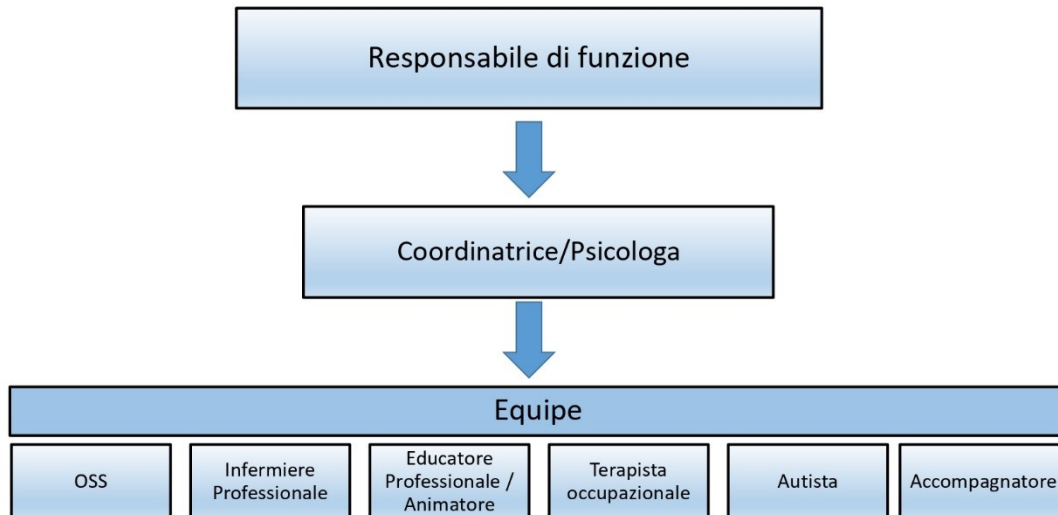 Responsabile di funzione
Coordinatrice/Psicologa
Equipe
OSS
Infermiere
Professionale
Educatore
Professionale /
Animatore
Terapista
occupazionale
Autista
Accompagnatore